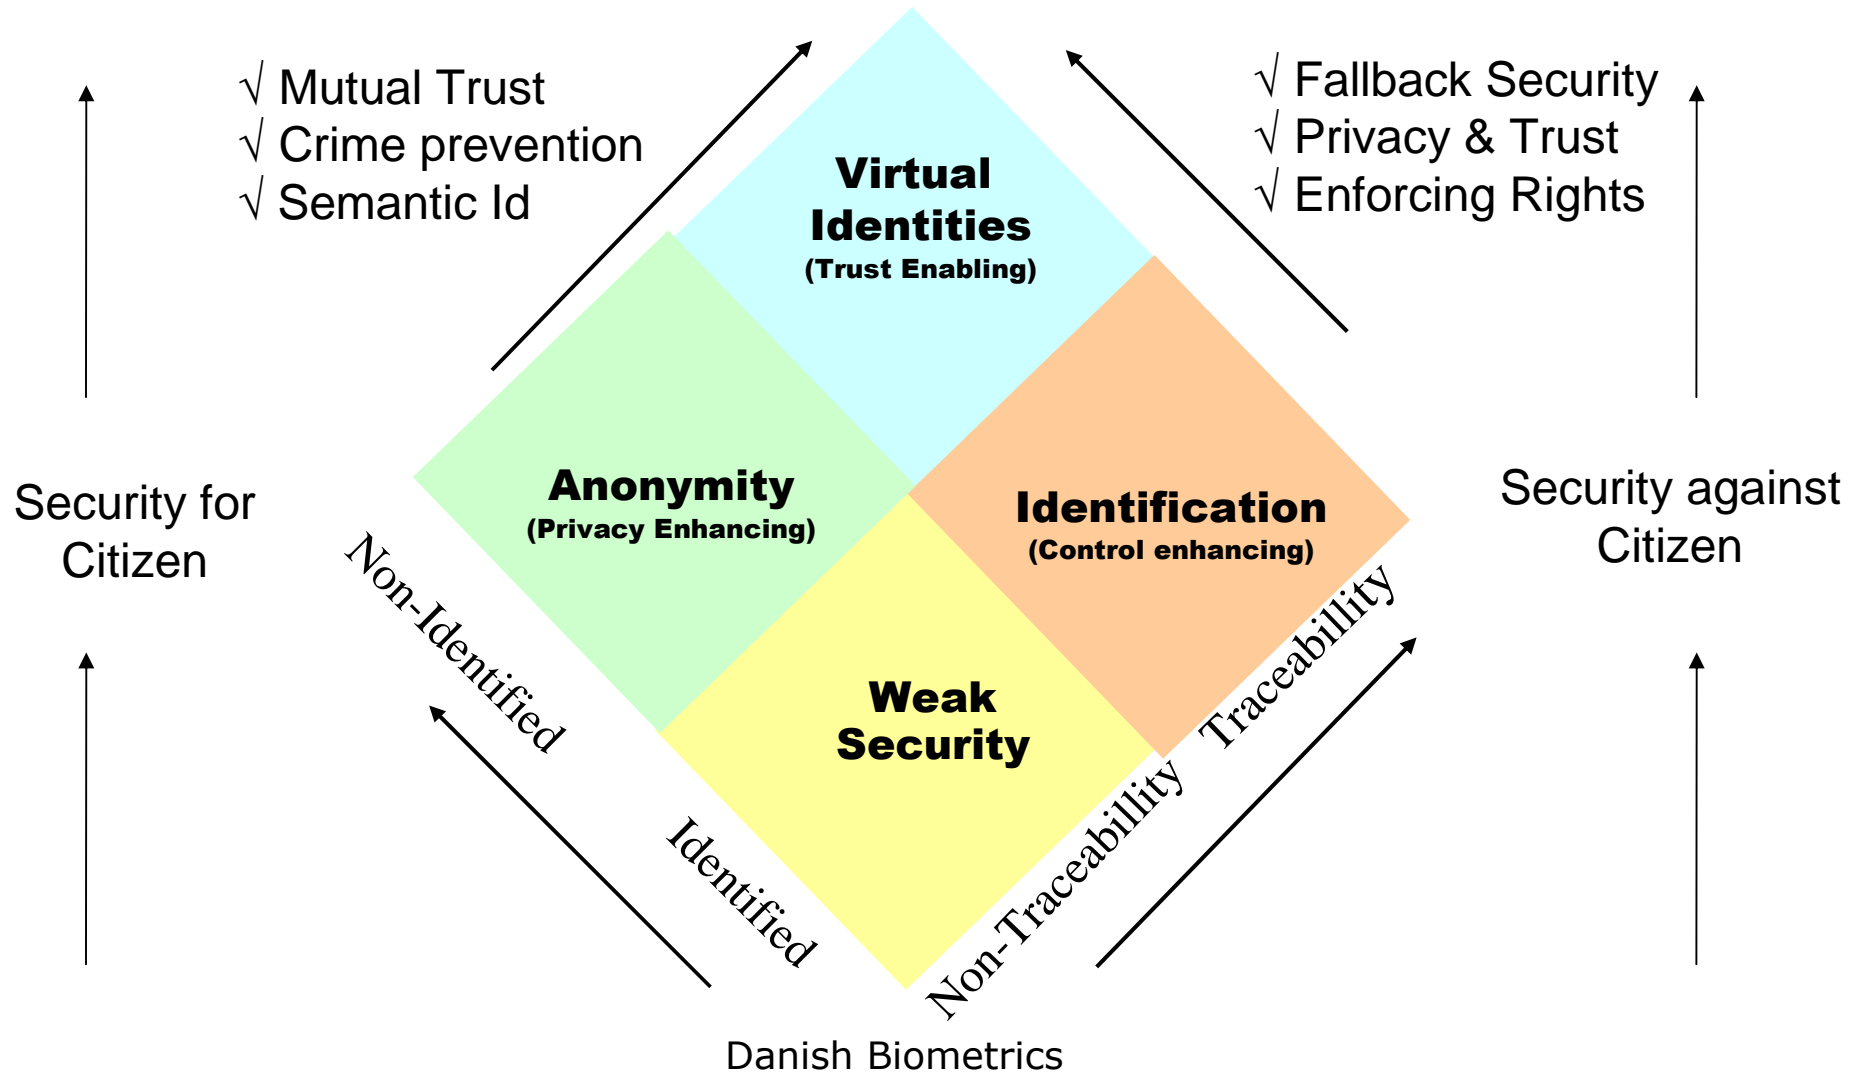 √ Mutual Trust
√ Crime prevention
√ Semantic Id
√ Fallback Security
√ Privacy & Trust
√ Enforcing Rights
Virtual
Identities
(Trust Enabling)
Anonymity
(Privacy Enhancing)
Identification
(Control enhancing)
Weak
Security
Security for
Citizen
Security against
Citizen
Non-Identified
Identified
Traceabillity
Non-Traceabillity
Danish Biometrics